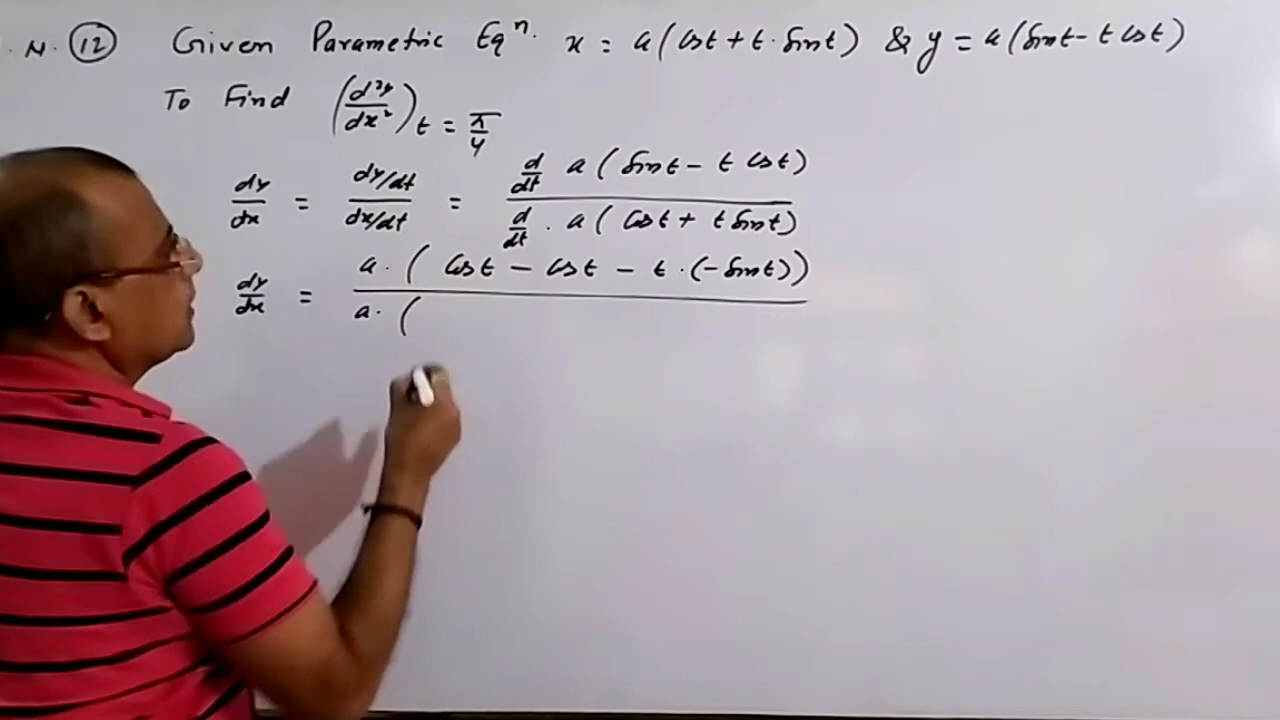 . N. (12) Given Parametric Eqⁿ. x = a(Cost + t · Sint) & y = a(Sint - t Cost)
To Find (d²y/dx²) t = π/4
dy/dx = (dy/dt)/(dx/dt) = (d/dt a(Sint - t Cost))/(d/dt · a(Cost + t Sint))
dy/dx = (a · (Cost - Cost - t · (-Sint)))/(a · (